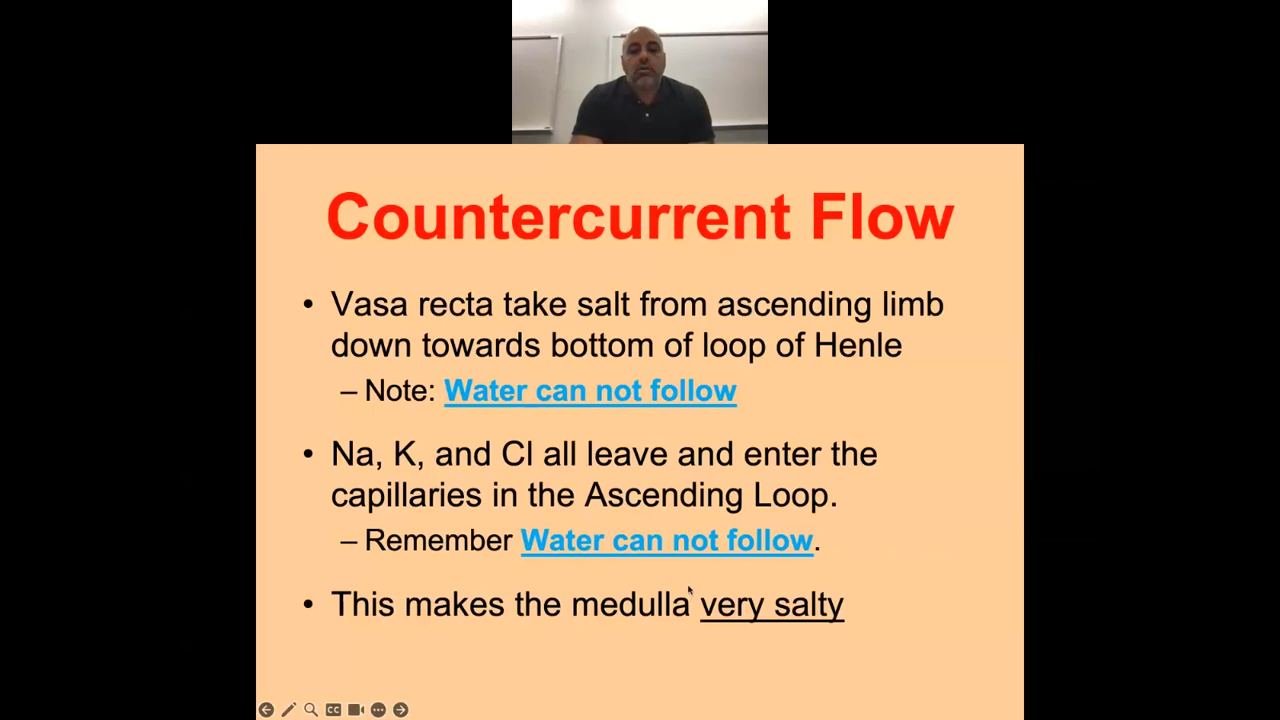 Countercurrent Flow
• Vasa recta take salt from ascending limb
down towards bottom of loop of Henle
– Note: Water can not follow
• Na, K, and Cl all leave and enter the
capillaries in the Ascending Loop.
– Remember Water can not follow.
• This makes the medulla very salty
CC